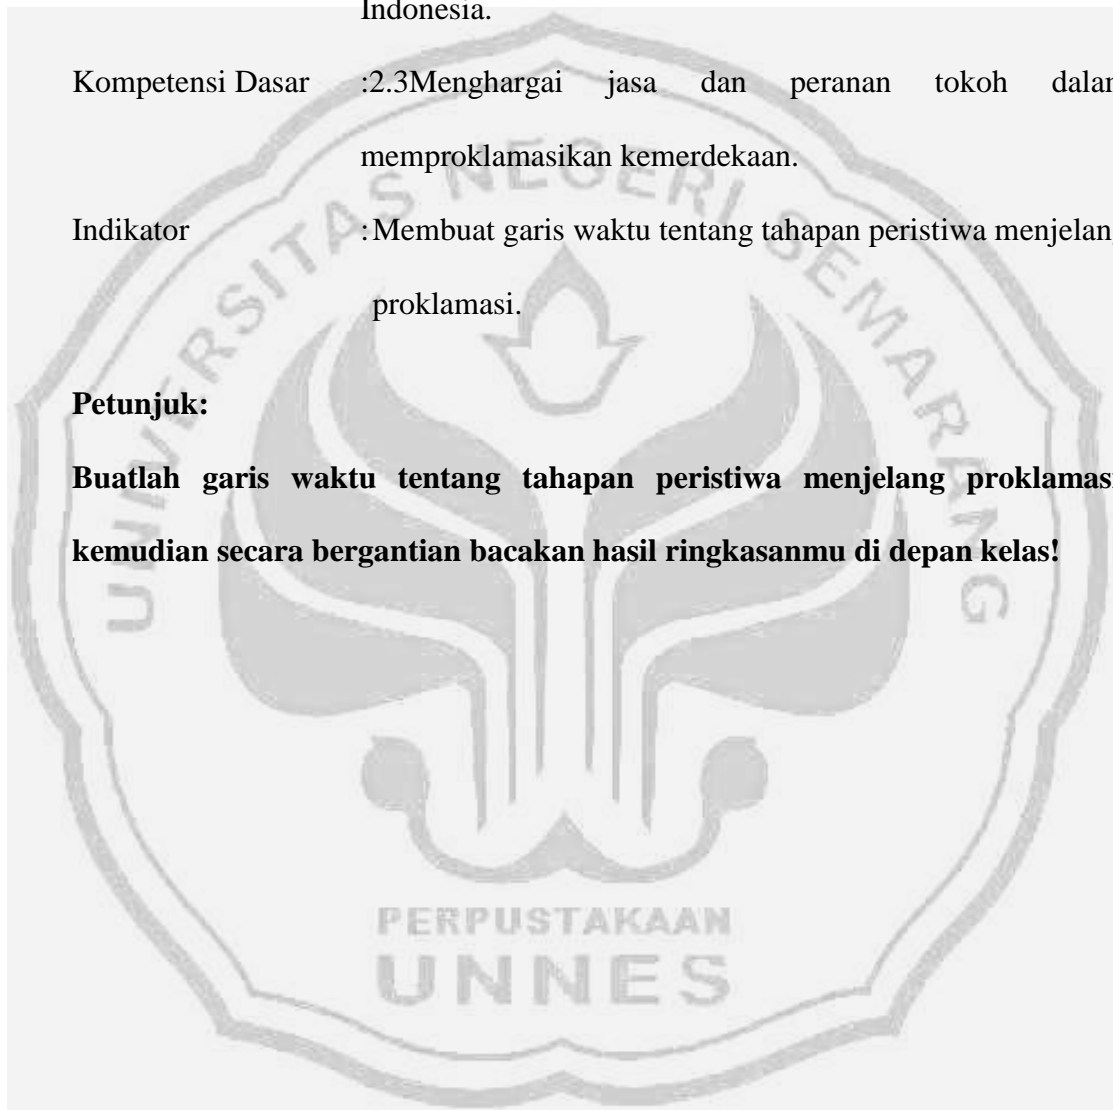 Indonesia.
Kompetensi Dasar :2.3Menghargai jasa dan peranan tokoh dalam
memproklamasikan kemerdekaan.
Indikator : Membuat garis waktu tentang tahapan peristiwa menjelang
proklamasi.
Petunjuk:
Buatlah garis waktu tentang tahapan peristiwa menjelang proklamasi
kemudian secara bergantian bacakan hasil ringkasanmu di depan kelas!
UNIVERSITAS NEGERI SEMARANG
PERPUSTAKAAN
UNNES